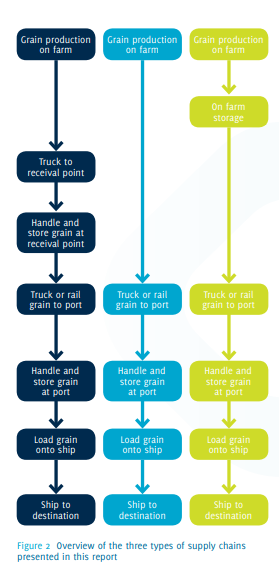 Grain production
on farm
Grain production
on farm
Grain production
on farm
On farm
storage
Truck to
receival point
Handle and
store grain at
receival point
Truck or rail
grain to port
Truck or rail
grain to port
Truck or rail
grain to port
Handle and
store grain
at port
Handle and
store grain
at port
Handle and
store grain
at port
Load grain
onto ship
Load grain
onto ship
Load grain
onto ship
Ship to
destination
Ship to
destination
Ship to
destination
Figure 2 Overview of the three types of supply chains
presented in this report